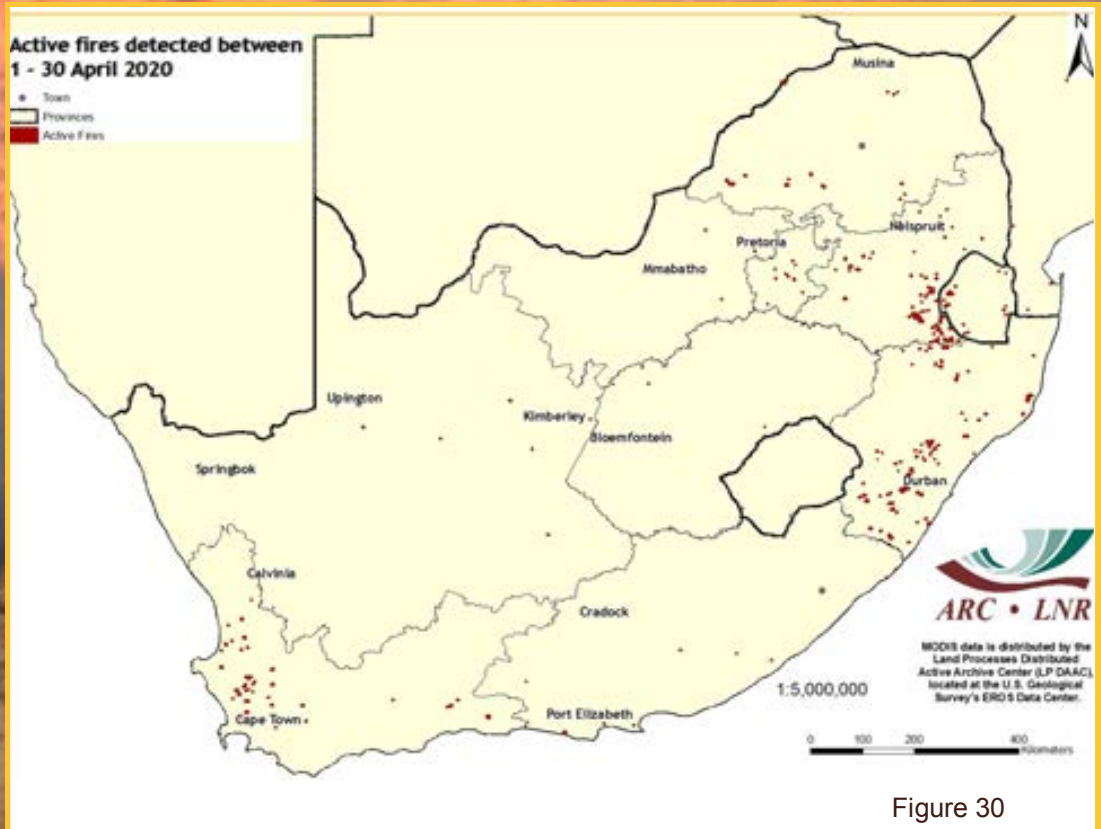 Active fires detected between
1 - 30 April 2020
Town
Provinces
Active Fires
N
Musina
Nelspruit
Pretoria
Mmabatho
Upington
Kimberley
Bloemfontein
Springbok
Durban
Calvinia
Cradock
Cape Town
Port Elizabeth
ARC • LNR
MODIS data is distributed by the
Land Processes Distributed
Active Archive Center (LP DAAC),
located at the U.S. Geological
Survey's EROS Data Center.
1:5,000,000
0 100 200 400
Kilometers
Figure 30